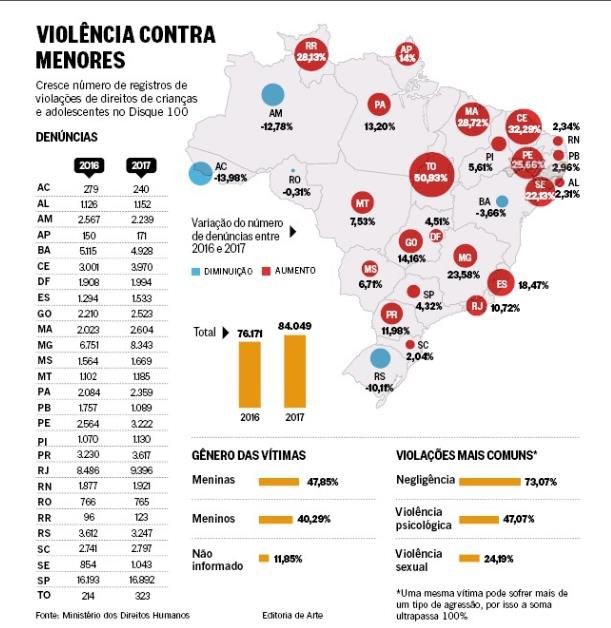 VIOLÊNCIA CONTRA
MENORES
Cresce número de registros de
violações de direitos de crianças
e adolescentes no Disque 100
DENÚNCIAS
2016 2017
AC 279 240
AL 1.126 1.152
AM 2.567 2.239
AP 150 171
BA 5.115 4.928
CE 3.001 3.970
DF 1.908 1.994
ES 1.294 1.533
GO 2.210 2.523
MA 2.023 2.604
MG 6.751 8.343
MS 1.564 1.669
MT 1.102 1.185
PA 2.084 2.359
PB 1.757 1.089
PE 2.564 3.222
PI 1.070 1.130
PR 3.230 3.617
RJ 8.486 9.396
RN 1.877 1.921
RO 766 765
RR 96 123
RS 3.612 3.247
SC 2.741 2.797
SE 854 1.043
SP 16.193 16.892
TO 214 323
Fonte: Ministério dos Direitos Humanos
RR
28,13%
AP
14%
AM
-12,78%
PA
13,20%
MA
28,72%
CE
32,29%
2,34%
RN
PB
2,96%
AL
2,31%
PI
5,61%
PE
25,66%
SE
22,13%
AC
-13,98%
RO
-0,31%
TO
50,93%
BA
-3,66%
MT
7,53%
4,51%
DF
GO
14,16%
MG
23,58%
ES
18,47%
MS
6,71%
SP
4,32%
RJ
10,72%
PR
11,98%
SC
2,04%
RS
-10,11%
Variação do número
de denúncias entre
2016 e 2017
DIMINUIÇÃO AUMENTO
Total
76.171 84.049
2016 2017
GÊNERO DAS VÍTIMAS
Meninas 47,85%
Meninos 40,29%
Não
informado 11,85%
VIOLAÇÕES MAIS COMUNS*
Negligência 73,07%
Violência
psicológica 47,07%
Violência
sexual 24,19%
*Uma mesma vítima pode sofrer mais de
um tipo de agressão, por isso a soma
ultrapassa 100%
Editoria de Arte